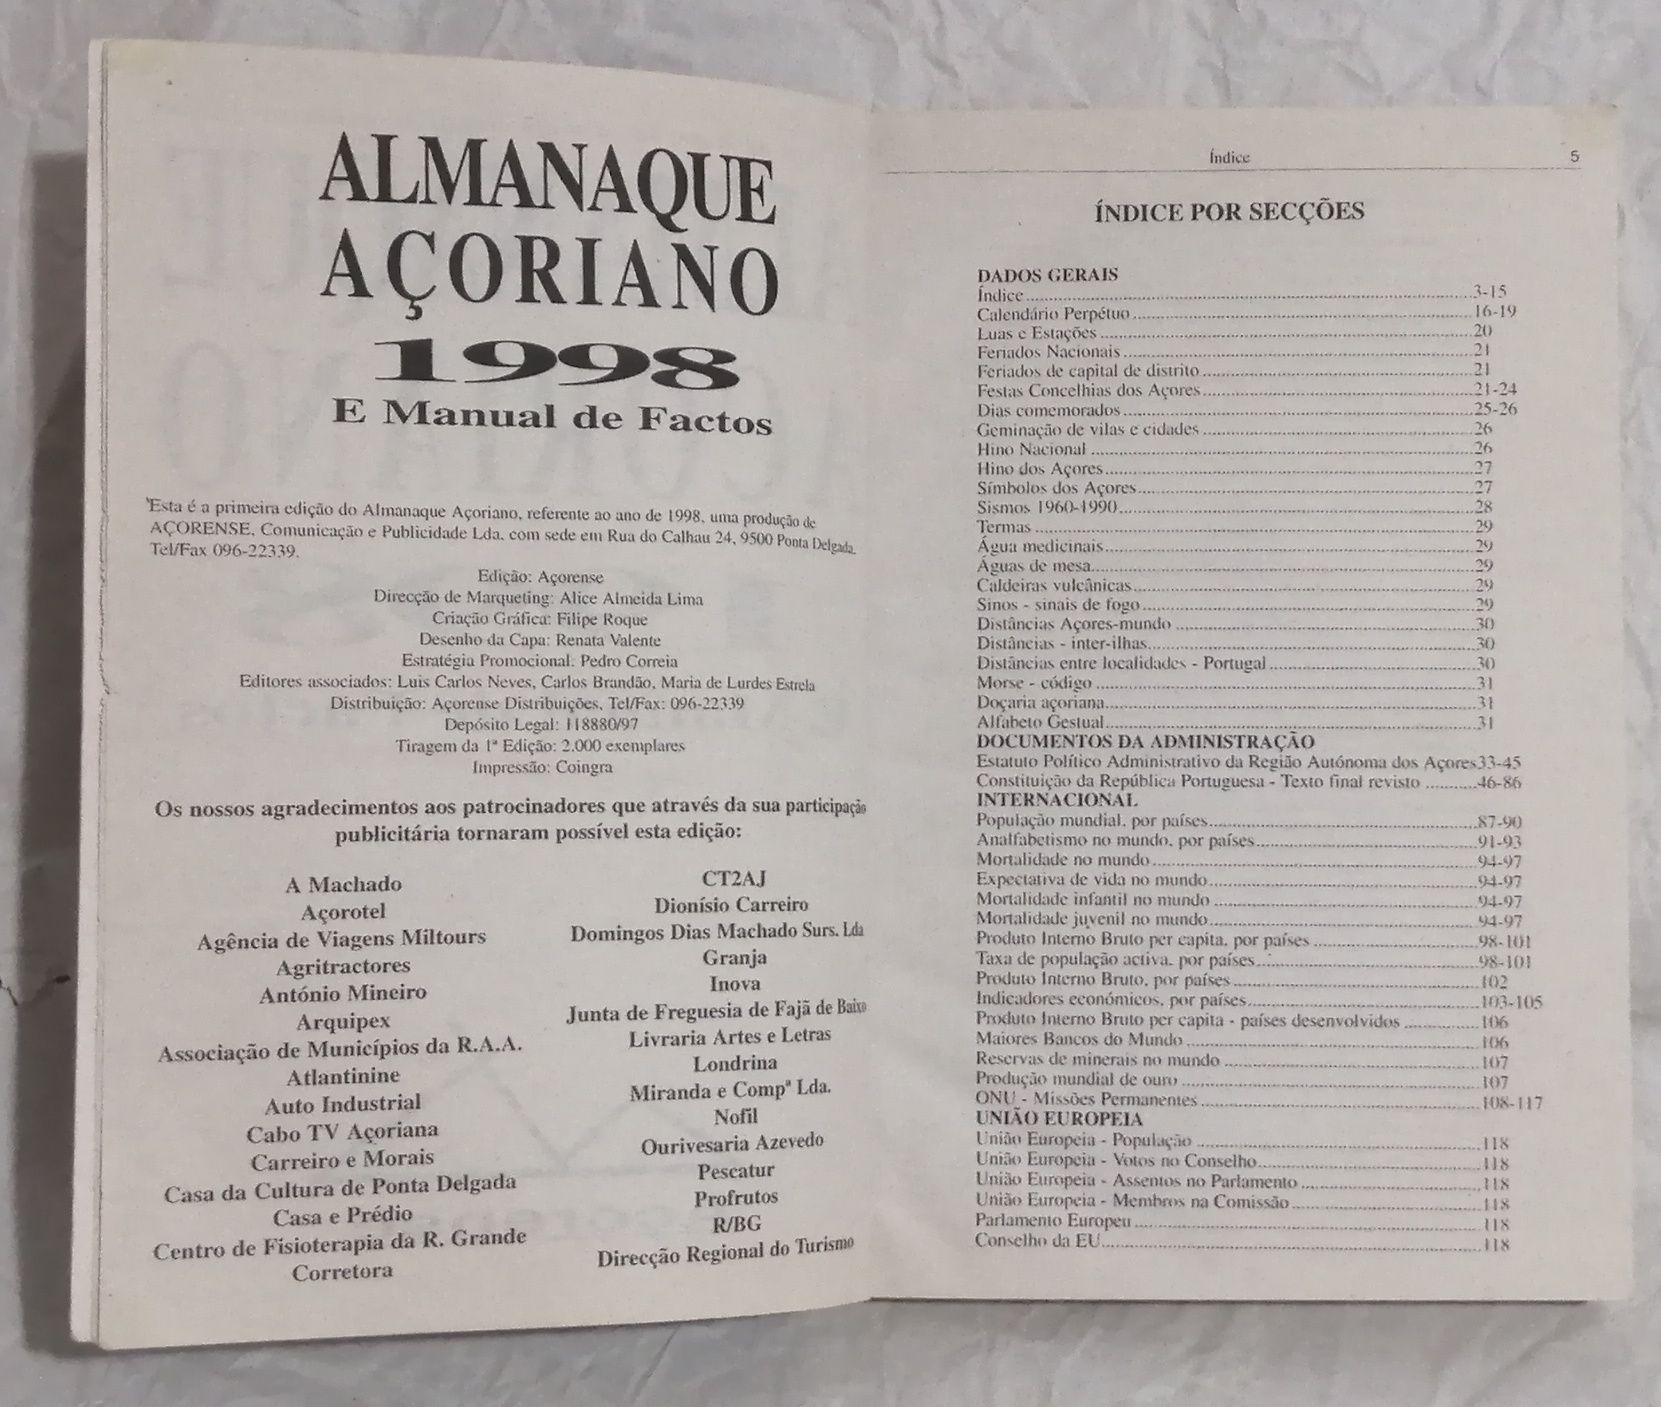 ALMANAQUE
AÇORIANO
1998
E Manual de Factos
Esta é a primeira edição do Almanaque Açoriano, referente ao ano de 1998, uma produção de
AÇORENSE, Comunicação e Publicidade Lda. com sede em Rua do Calhau 24, 9500 Ponta Delgada.
Tel/Fax 096-22339.
Edição: Açorense
Direcção de Marqueting: Alice Almeida Lima
Criação Gráfica: Filipe Roque
Desenho da Capa: Renata Valente
Estratégia Promocional: Pedro Correia
Editores associados: Luis Carlos Neves, Carlos Brandão, Maria de Lurdes Estrela
Distribuição: Açorense Distribuições, Tel/Fax: 096-22339
Depósito Legal: 118880/97
Tiragem da 1ª Edição: 2.000 exemplares
Impressão: Coingra
Os nossos agradecimentos aos patrocinadores que através da sua participação
publicitária tornaram possível esta edição:
A Machado
Açorotel
Agência de Viagens Miltours
Agritractores
António Mineiro
Arquipex
Associação de Municípios da R.A.A.
Atlantinine
Auto Industrial
Cabo TV Açoriana
Carreiro e Morais
Casa da Cultura de Ponta Delgada
Casa e Prédio
Centro de Fisioterapia da R. Grande
Corretora
CT2AJ
Dionísio Carreiro
Domingos Dias Machado Surs. Lda
Granja
Inova
Junta de Freguesia de Fajã de Baixo
Livraria Artes e Letras
Londrina
Miranda e Compª Lda.
Nofil
Ourivesaria Azevedo
Pescatur
Profrutos
R/BG
Direcção Regional do Turismo
Índice 5
ÍNDICE POR SECÇÕES
DADOS GERAIS
Índice 3-15
Calendário Perpétuo 16-19
Luas e Estações 20
Feriados Nacionais 21
Feriados de capital de distrito 21
Festas Concelhias dos Açores 21-24
Dias comemorados 25-26
Geminação de vilas e cidades 26
Hino Nacional 26
Hino dos Açores 27
Símbolos dos Açores 27
Sismos 1960-1990 28
Termas 29
Água medicinais 29
Águas de mesa 29
Caldeiras vulcânicas 29
Sinos - sinais de fogo 29
Distâncias Açores-mundo 30
Distâncias - inter-ilhas 30
Distâncias entre localidades - Portugal 30
Morse - código 31
Doçaria açoriana 31
Alfabeto Gestual 31
DOCUMENTOS DA ADMINISTRAÇÃO
Estatuto Político Administrativo da Região Autónoma dos Açores 33-45
Constituição da República Portuguesa - Texto final revisto 46-86
INTERNACIONAL
População mundial, por países 87-90
Analfabetismo no mundo, por países 91-93
Mortalidade no mundo 94-97
Expectativa de vida no mundo 94-97
Mortalidade infantil no mundo 94-97
Mortalidade juvenil no mundo 94-97
Produto Interno Bruto per capita, por países 98-101
Taxa de população activa, por países 98-101
Produto Interno Bruto, por países 102
Indicadores económicos, por países 103-105
Produto Interno Bruto per capita - países desenvolvidos 106
Maiores Bancos do Mundo 106
Reservas de minerais no mundo 107
Produção mundial de ouro 107
ONU - Missões Permanentes 108-117
UNIÃO EUROPEIA
União Europeia - População 118
União Europeia - Votos no Conselho 118
União Europeia - Assentos no Parlamento 118
União Europeia - Membros na Comissão 118
Parlamento Europeu 118
Conselho da EU 118